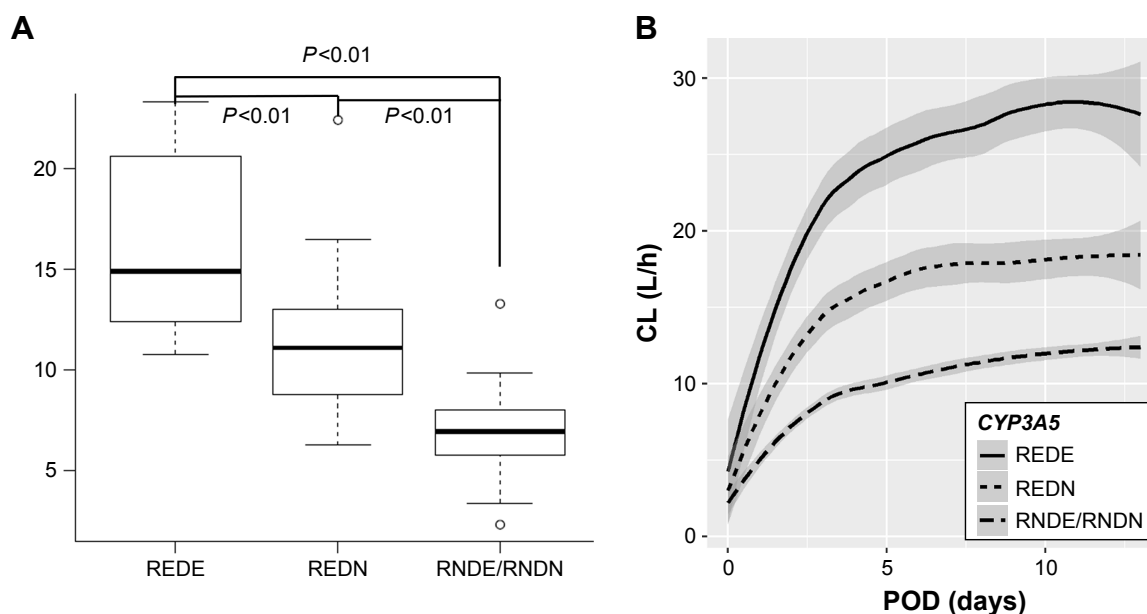 A
P<0.01
P<0.01
P<0.01
20
15
10
5
REDE
REDN
RNDE/RNDN
B
CL (L/h)
30
20
10
0
0
5
10
POD (days)
CYP3A5
REDE
REDN
RNDE/RNDN